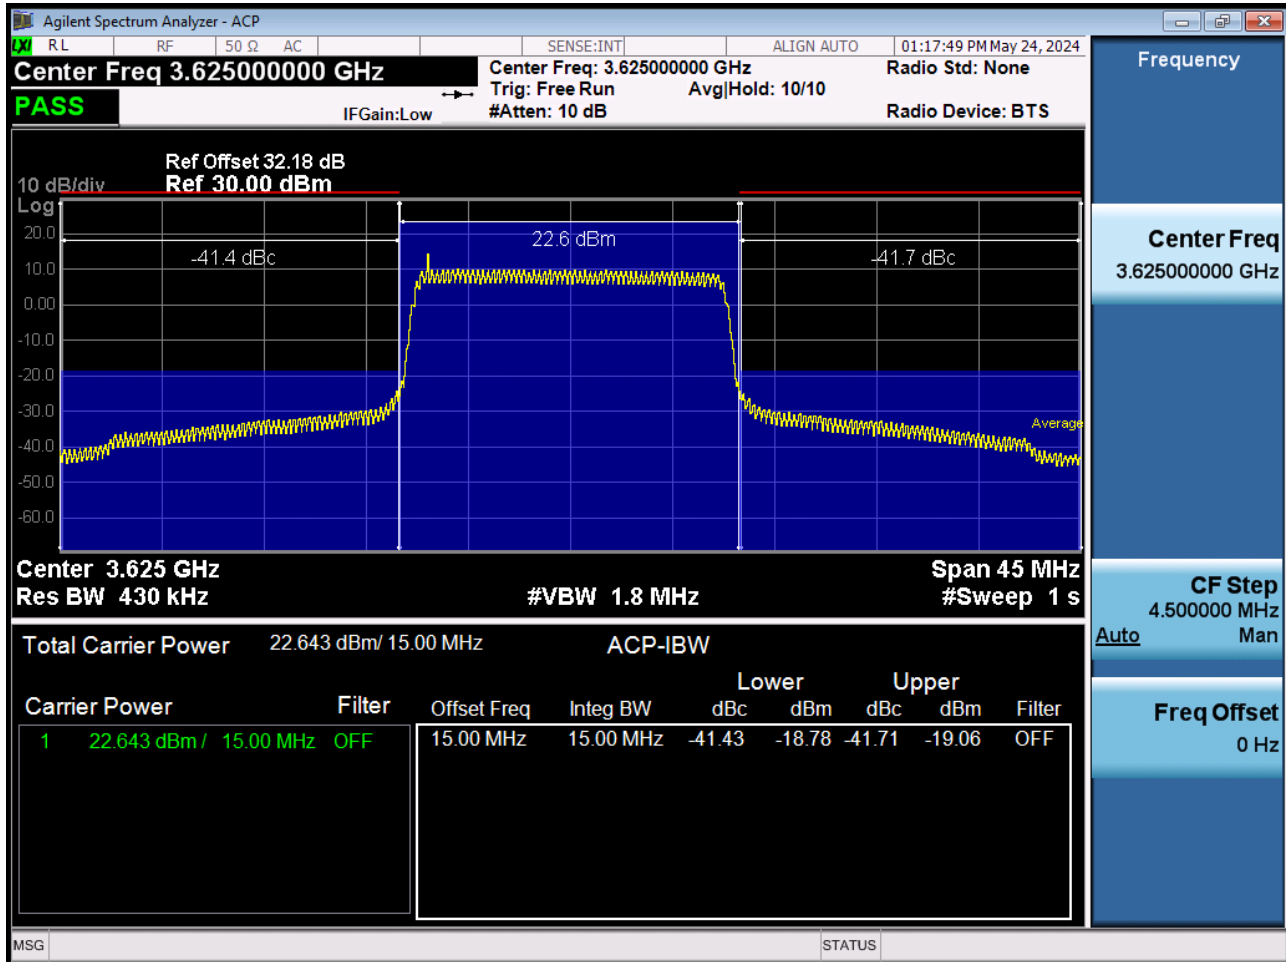 Agilent Spectrum Analyzer - ACP
LXI RL RF 50 Ω AC SENSE:INT ALIGN AUTO 01:17:49 PM May 24, 2024
Center Freq 3.625000000 GHz
PASS
IFGain:Low
Center Freq: 3.625000000 GHz
Trig: Free Run Avg|Hold: 10/10
#Atten: 10 dB
Radio Std: None
Radio Device: BTS
Ref Offset 32.18 dB
10 dB/div Ref 30.00 dBm
Log
20.0
10.0
0.00
-10.0
-20.0
-30.0
-40.0
-50.0
-60.0
-41.4 dBc
22.6 dBm
-41.7 dBc
Average
Center 3.625 GHz Span 45 MHz
Res BW 430 kHz #VBW 1.8 MHz #Sweep 1 s
Total Carrier Power 22.643 dBm/ 15.00 MHz ACP-IBW
Lower Upper
Carrier Power Filter Offset Freq Integ BW dBc dBm dBc dBm Filter
1 22.643 dBm / 15.00 MHz OFF 15.00 MHz 15.00 MHz -41.43 -18.78 -41.71 -19.06 OFF
MSG STATUS
Frequency
Center Freq
3.625000000 GHz
CF Step
4.500000 MHz
Auto Man
Freq Offset
0 Hz